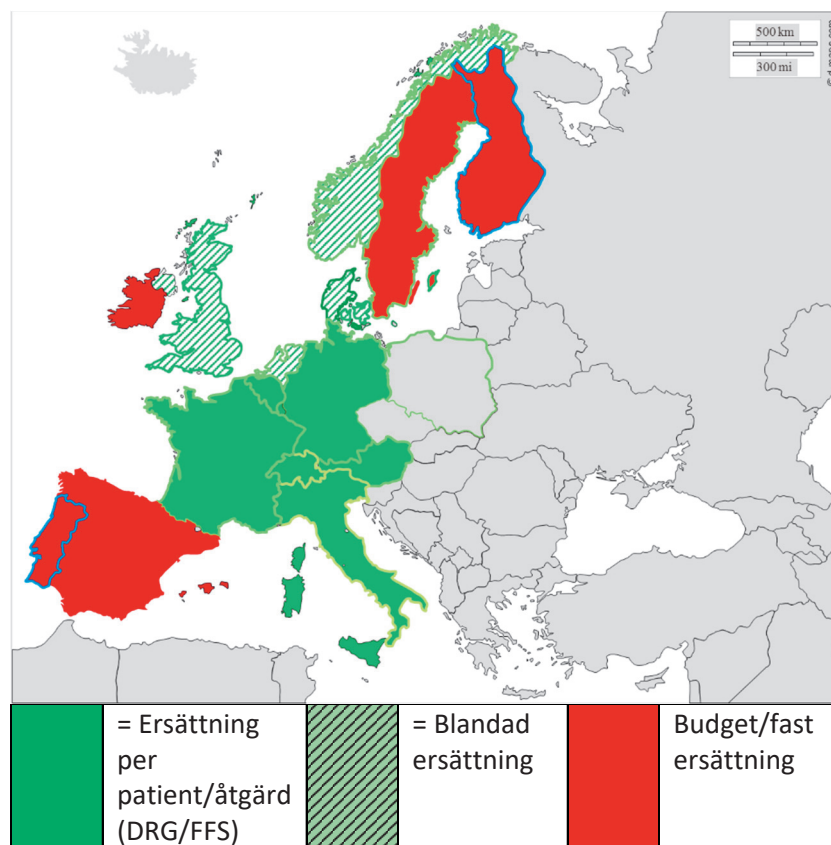 500 km
300 mi
= Ersättning
per
patient/åtgärd
(DRG/FFS)
= Blandad
ersättning
Budget/fast
ersättning